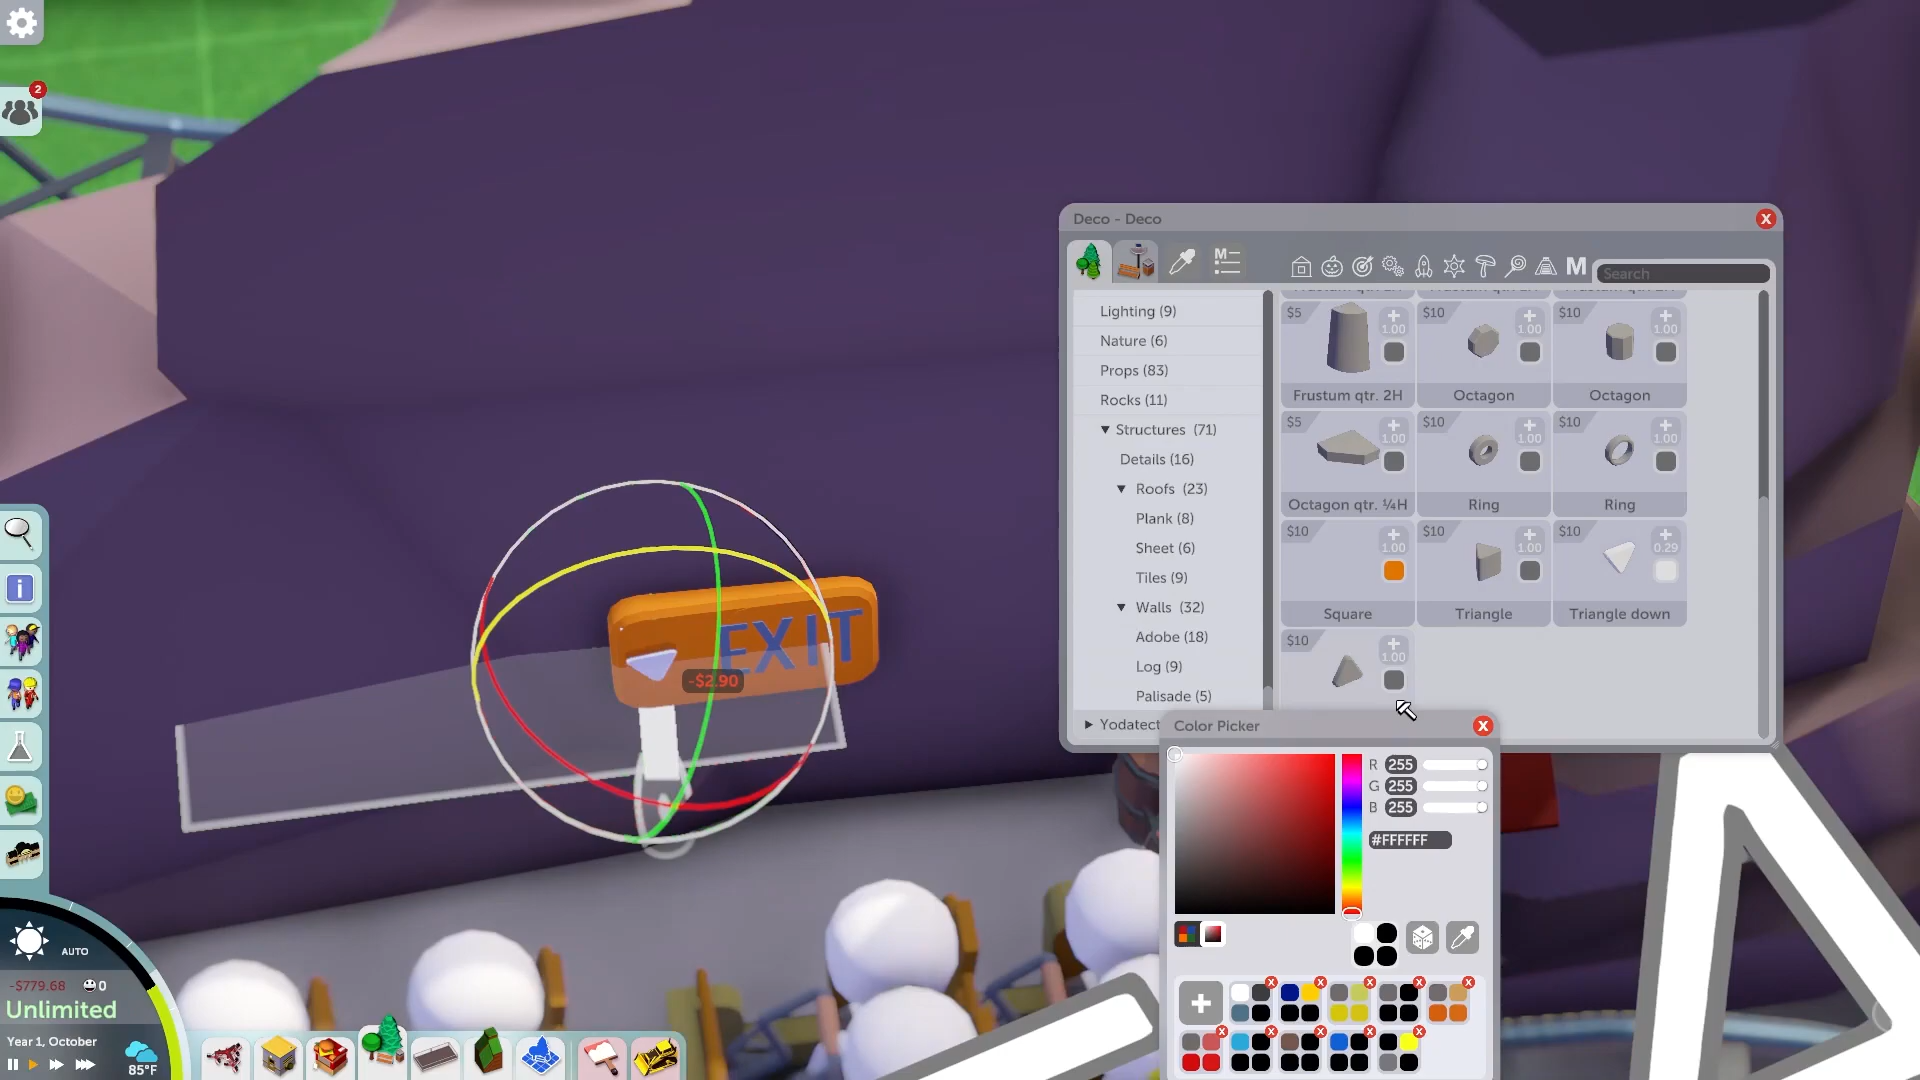 2
Deco - Deco
X
M
M
Search
Lighting (9)
Nature (6)
Props (83)
Rocks (11)
Structures (71)
Details (16)
Roofs (23)
Plank (8)
Sheet (6)
Tiles (9)
Walls (32)
Adobe (18)
Log (9)
Palisade (5)
Yodatect
$5
1.00
Frustum qtr. 2H
$10
1.00
Octagon
$10
1.00
Octagon
$5
1.00
Octagon qtr. ¼H
$10
1.00
Ring
$10
1.00
Ring
$10
1.00
Square
$10
1.00
Triangle
$10
0.29
Triangle down
$10
1.00
EXIT
-$2.90
Color Picker
X
R 255
G 255
B 255
#FFFFFF
AUTO
-$779.68
0
Unlimited
Year 1, October
85°F